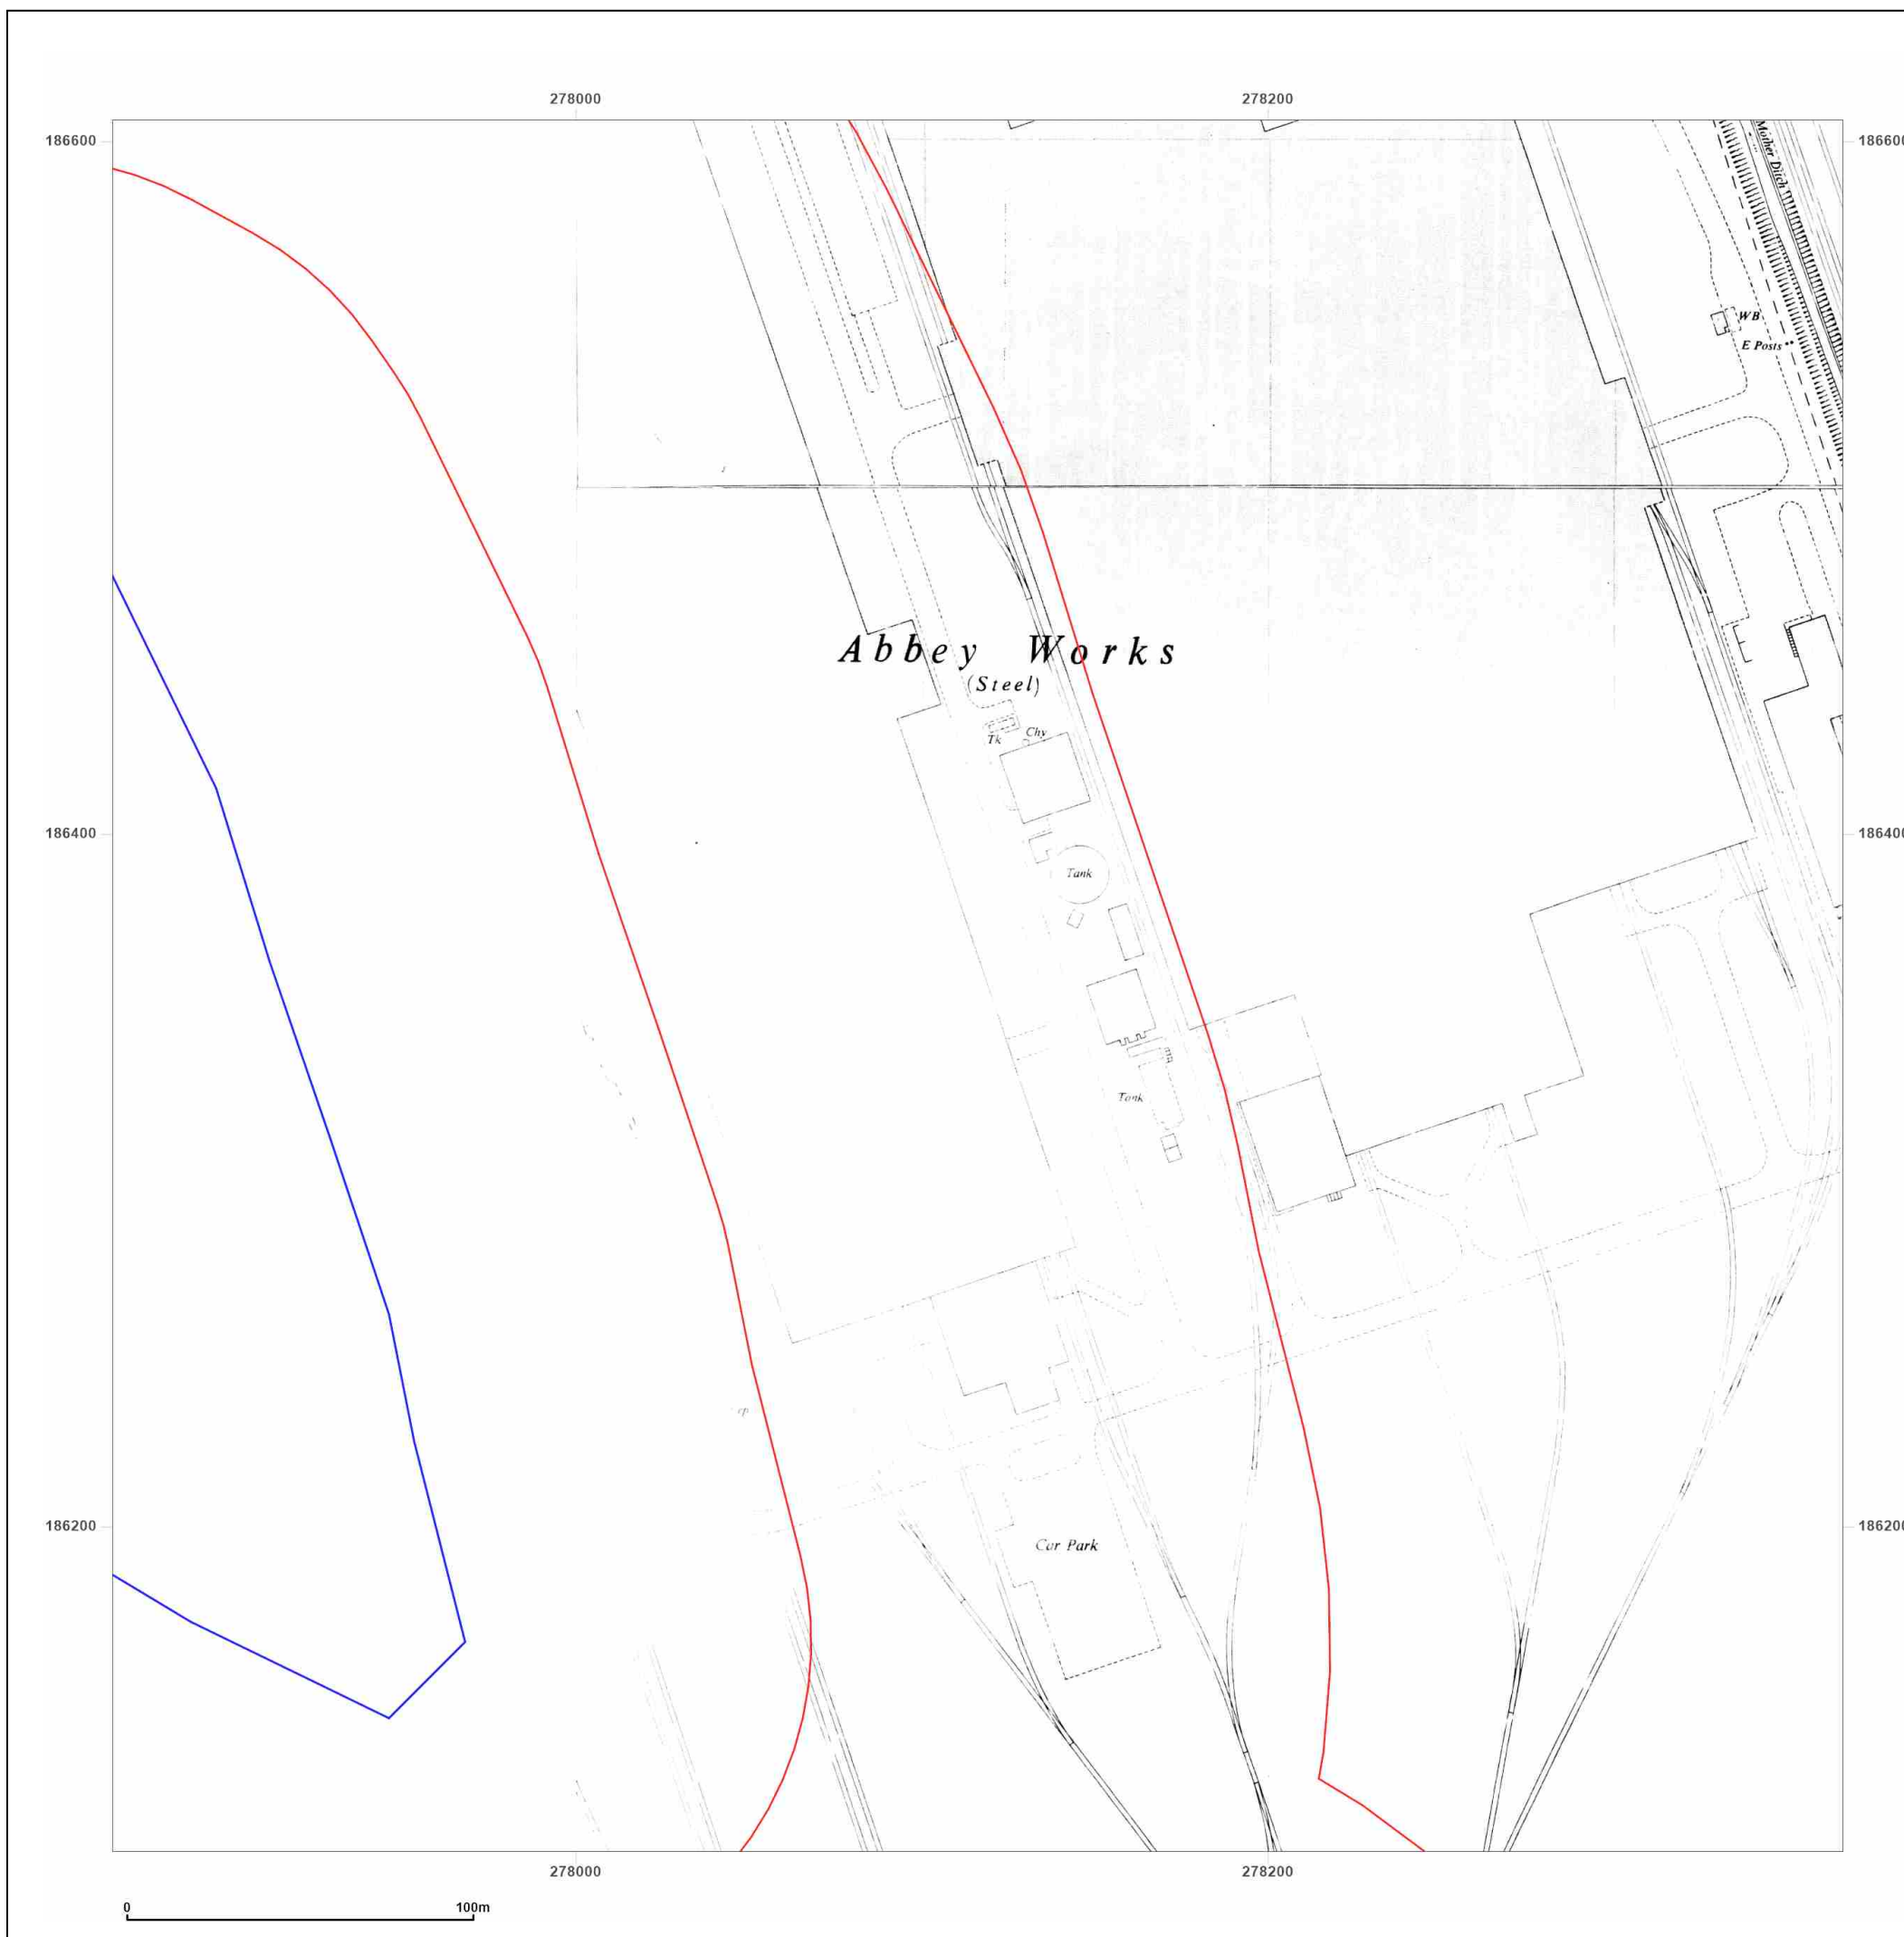 278000 278200
186600 186600
Mother Ditch
WB
E Posts
Abbey Works
(Steel)
Tk Chy
186400 186400
Tank
Tank
186200 186200
Car Park
278000 278200
0 100m